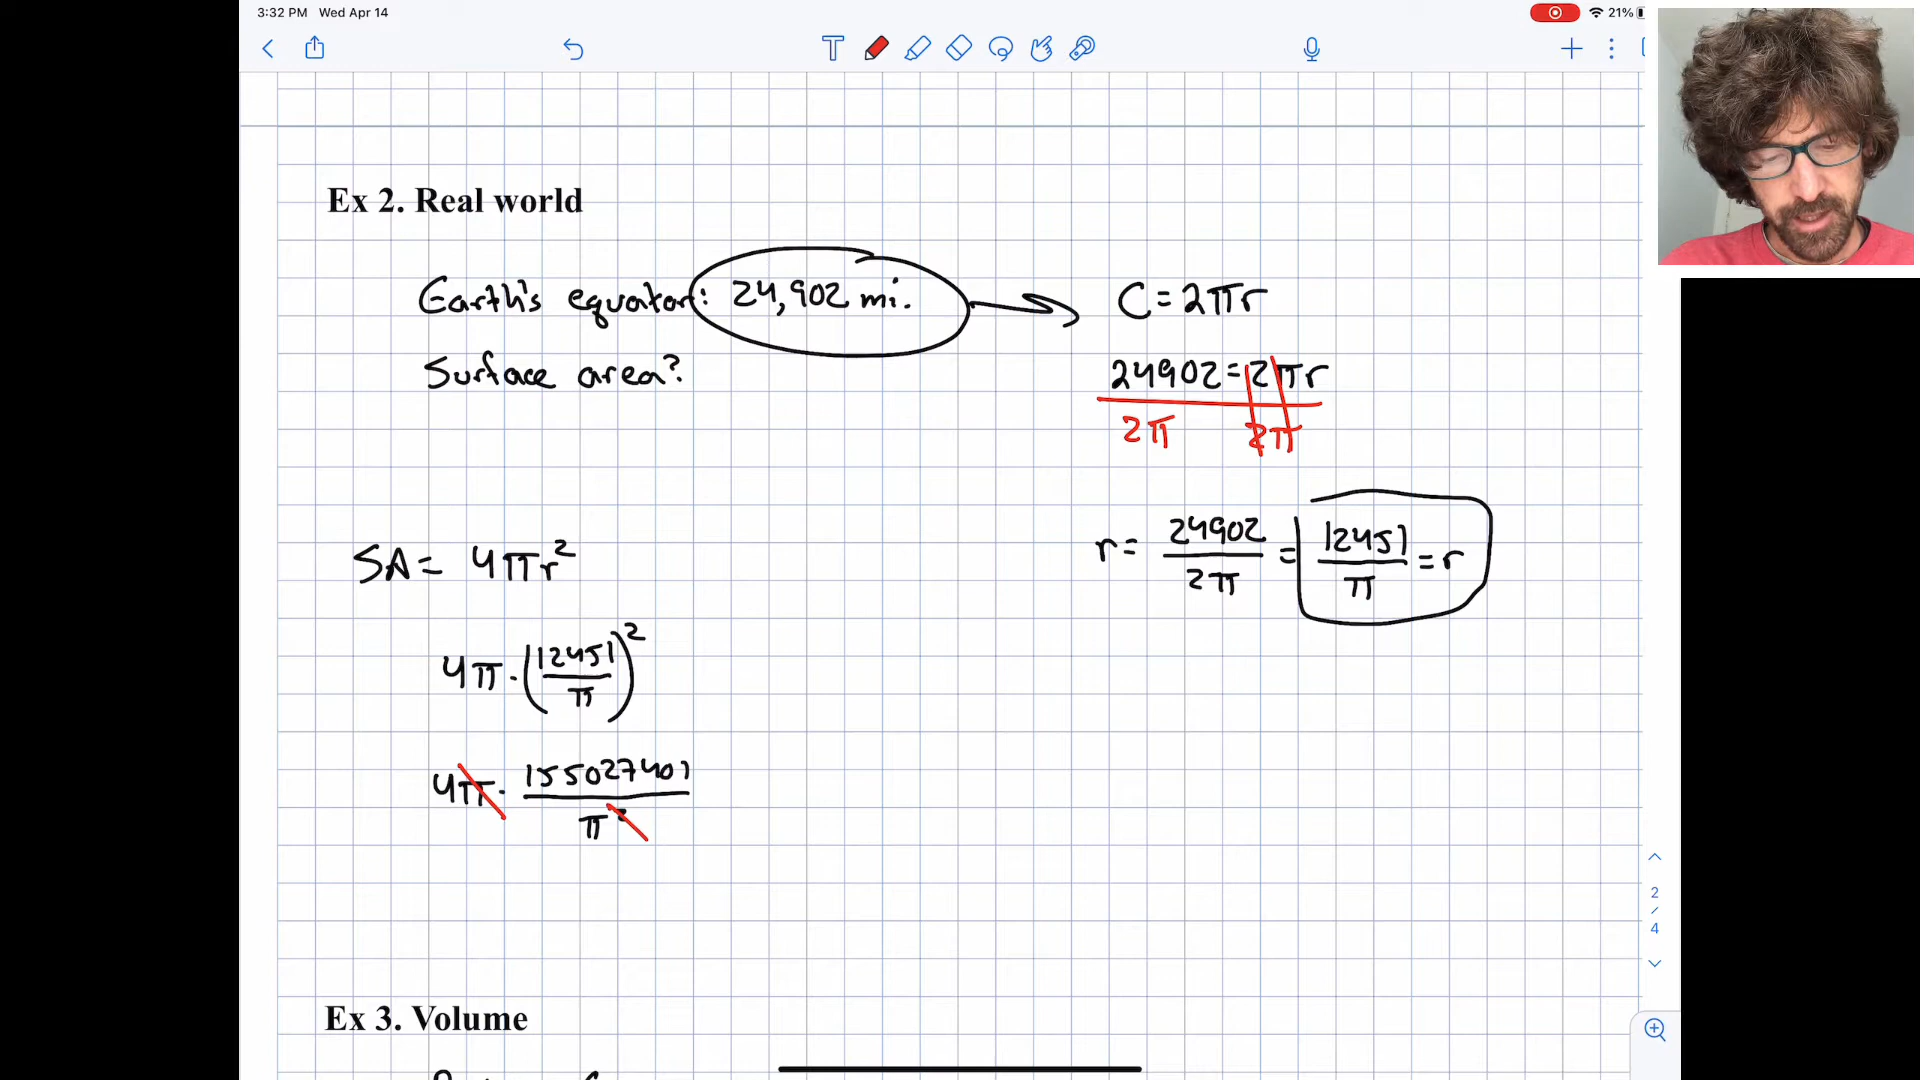 3:32 PM Wed Apr 14
21%
T
Ex 2. Real world
Earth's equator: 24,902 mi.
C = 2πr
Surface area?
24902 = 2πr
2π 2π
r = 24902/2π = 12451/π = r
SA = 4πr²
4π · (12451/π)²
4π · 155027401/π²
2
/
4
Ex 3. Volume